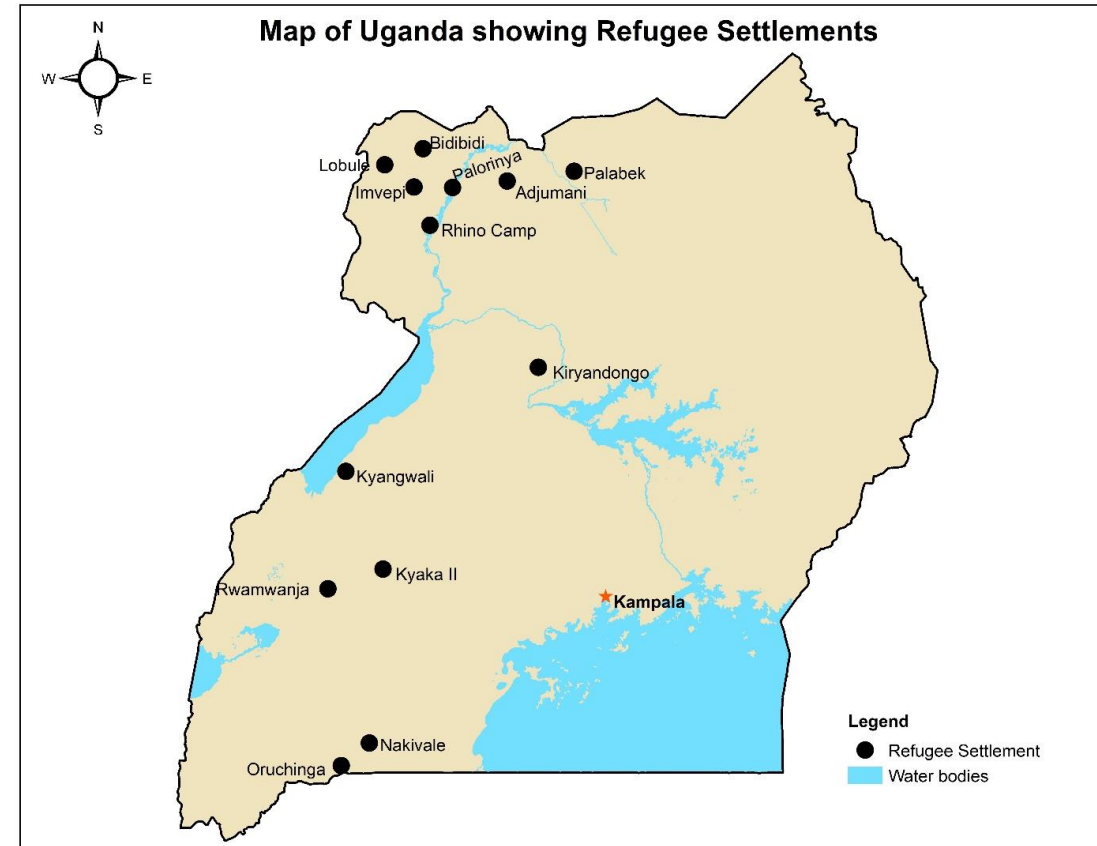 Map of Uganda showing Refugee Settlements
N
W
E
S
Bidibidi
Lobule
Palorinya
Palabek
Imvepi
Adjumani
Rhino Camp
Kiryandongo
Kyangwali
Kyaka II
Rwamwanja
Kampala
Legend
Nakivale
Refugee Settlement
Oruchinga
Water bodies